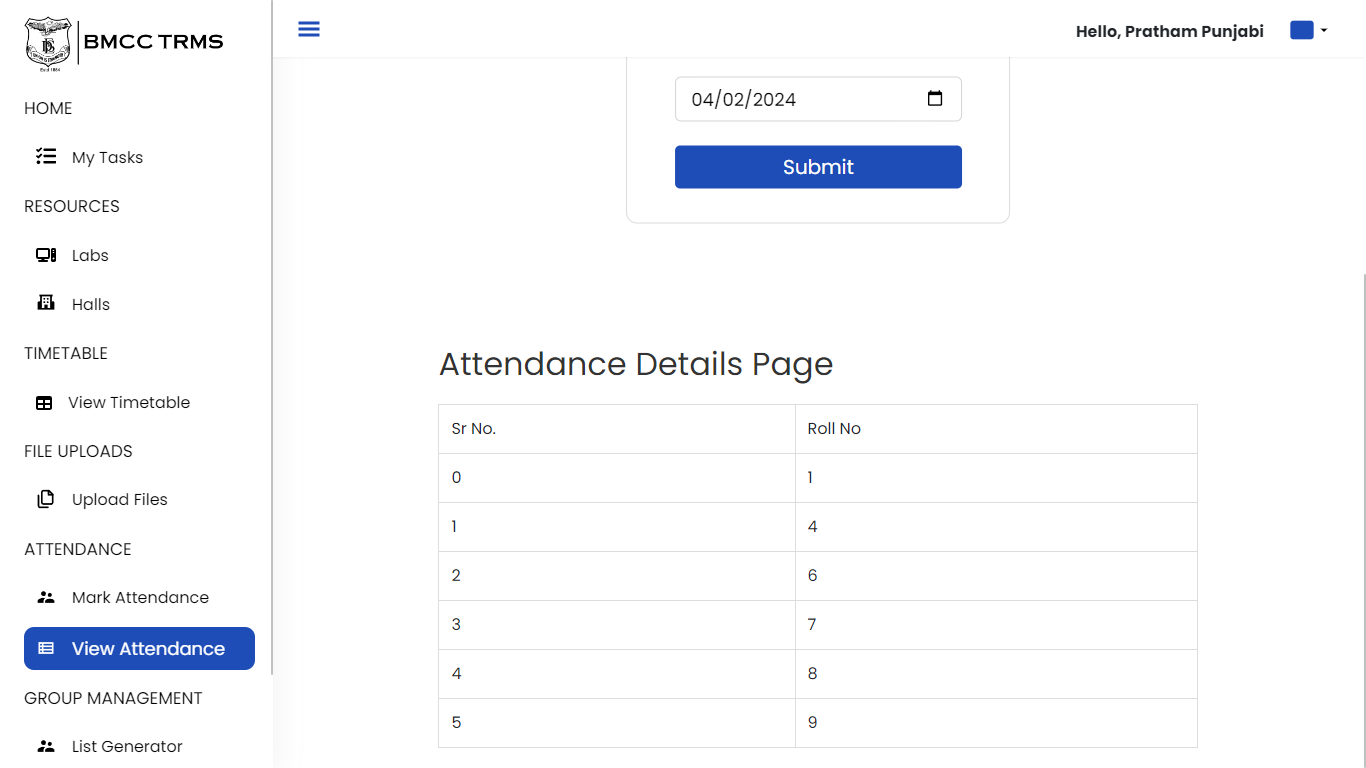 BMCC TRMS
HOME
My Tasks
RESOURCES
Labs
Halls
TIMETABLE
View Timetable
FILE UPLOADS
Upload Files
ATTENDANCE
Mark Attendance
View Attendance
GROUP MANAGEMENT
List Generator
Hello, Pratham Punjabi
04/02/2024
Submit
Attendance Details Page
Sr No. Roll No
0 1
1 4
2 6
3 7
4 8
5 9